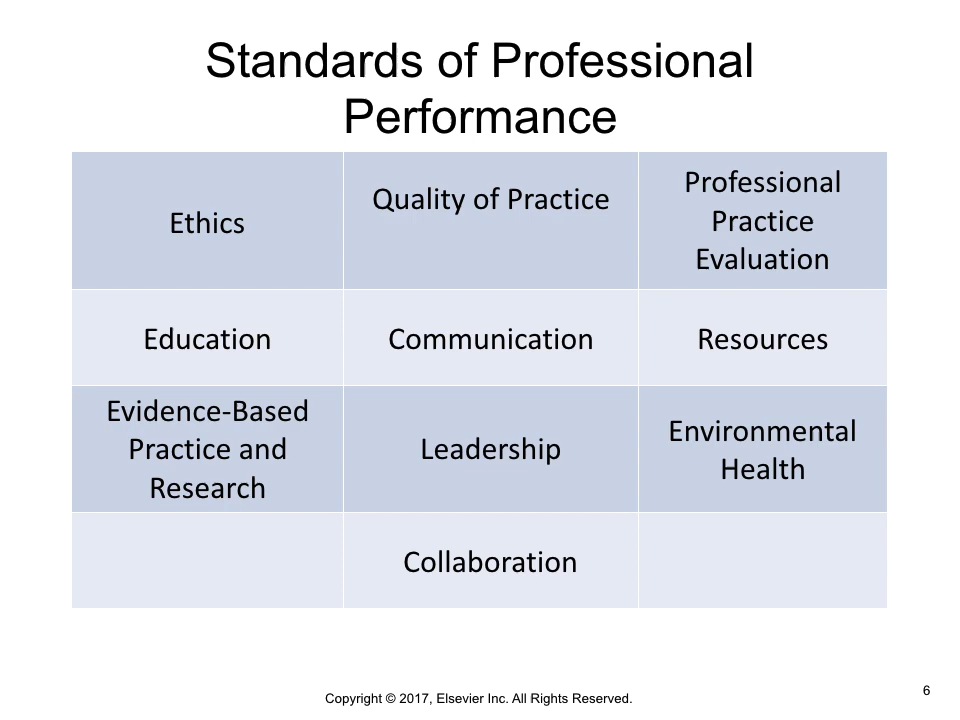 Standards of Professional
Performance
Ethics
Quality of Practice
Professional
Practice
Evaluation
Education
Communication
Resources
Evidence-Based
Practice and
Research
Leadership
Environmental
Health
Collaboration
Copyright © 2017, Elsevier Inc. All Rights Reserved.
6